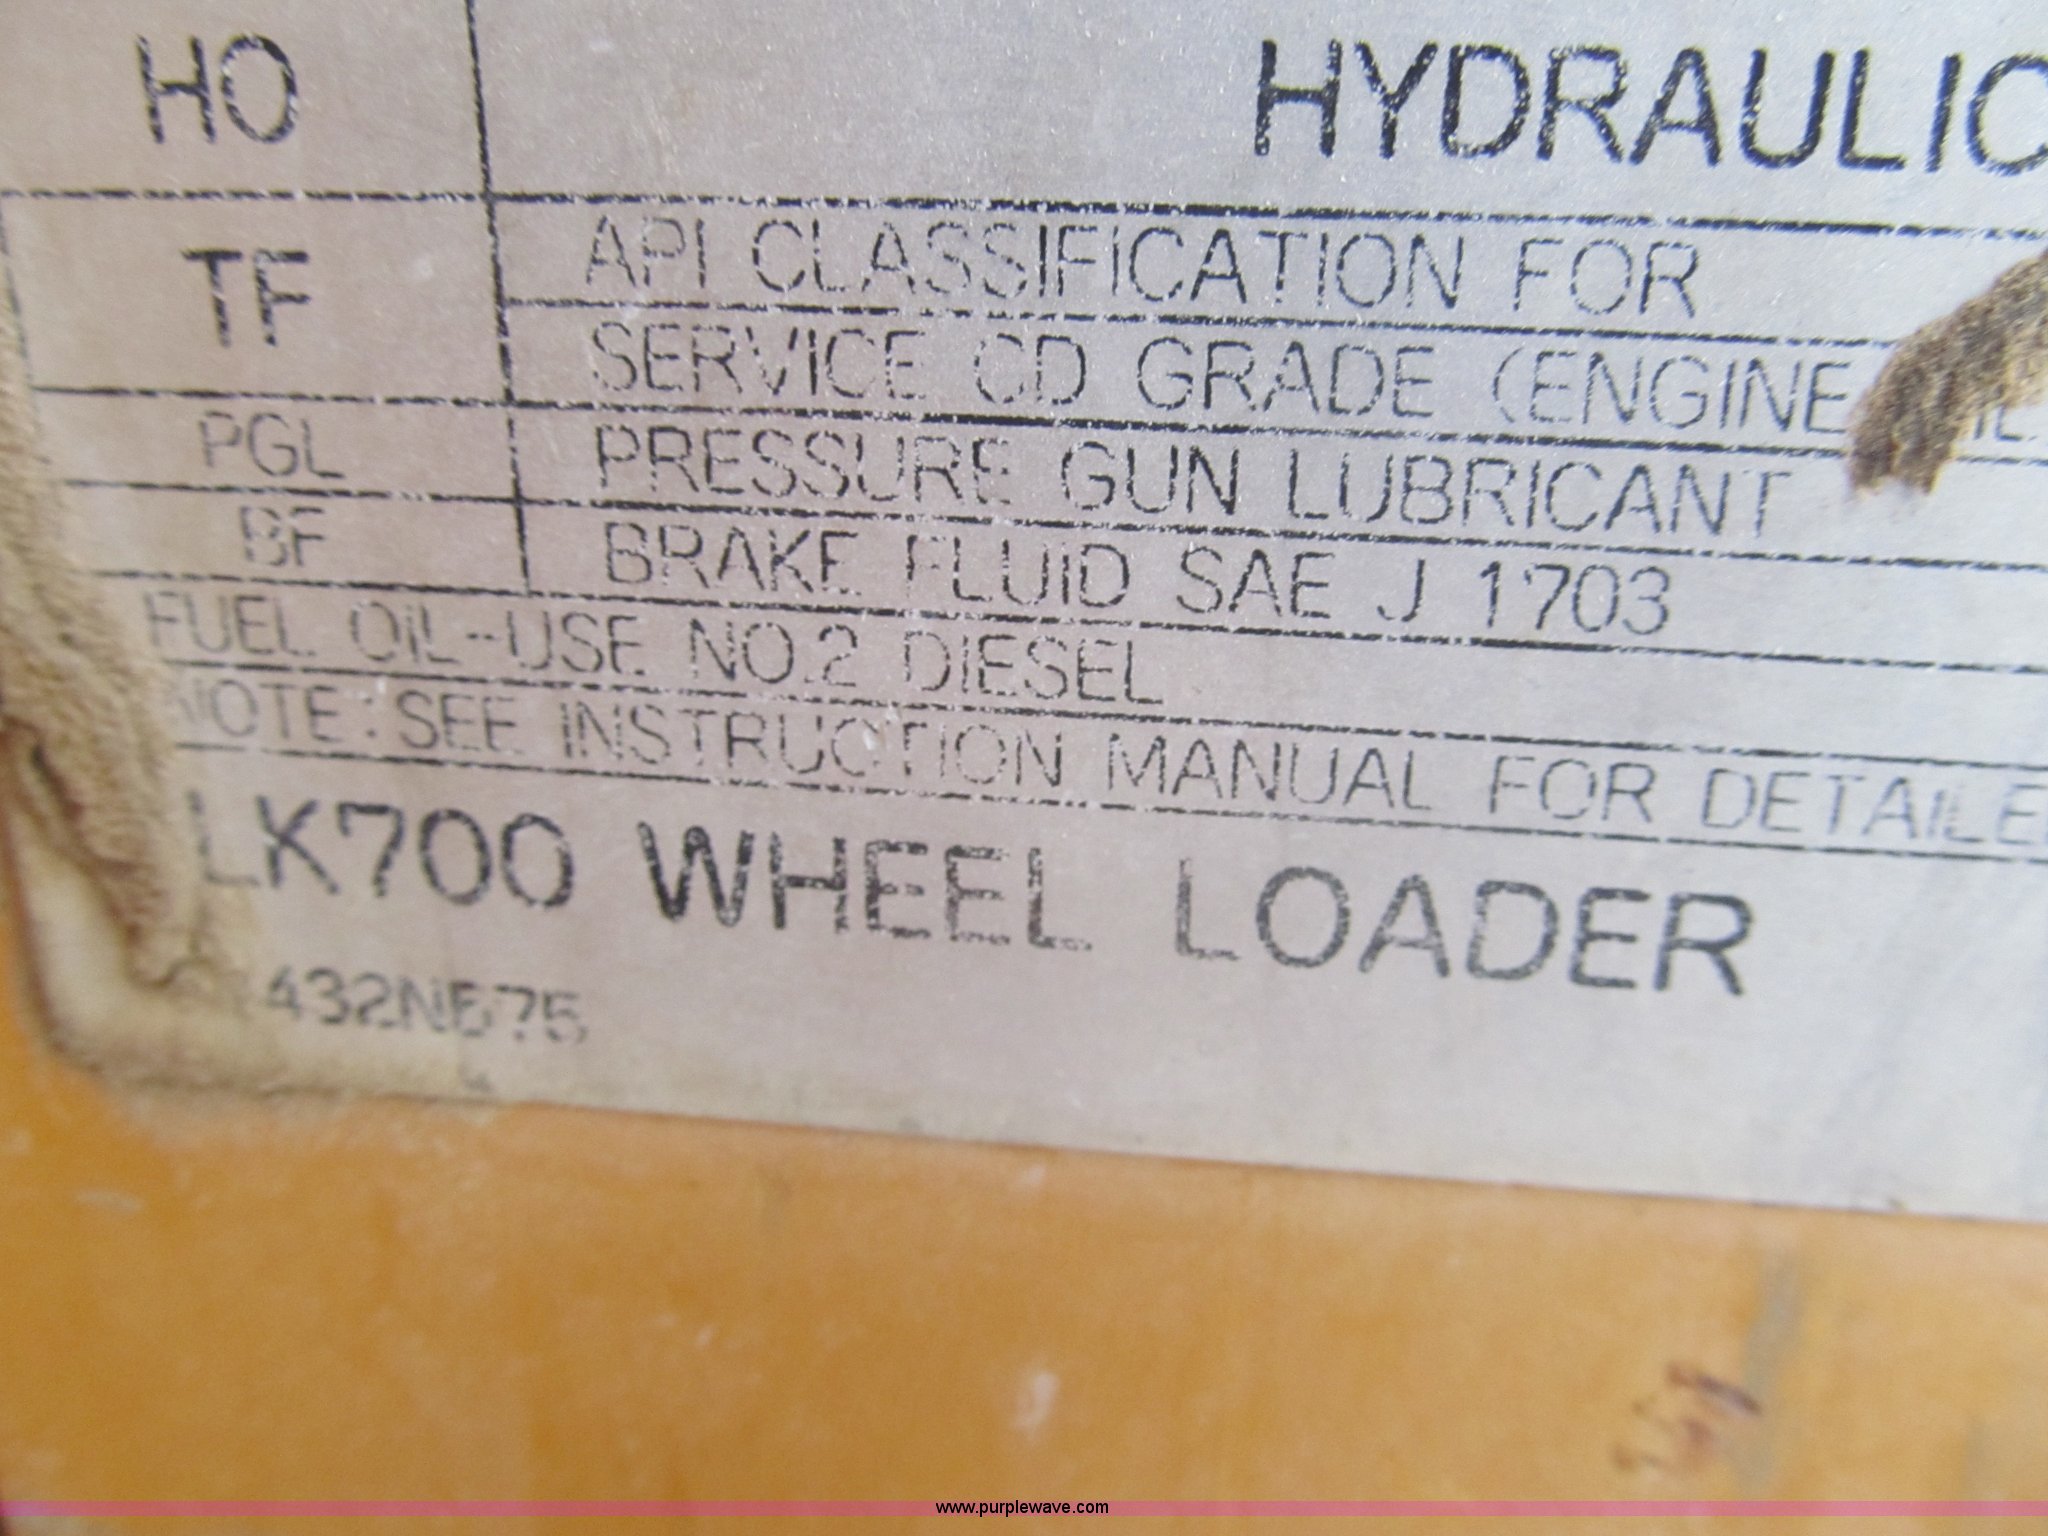 HO HYDRAULIC
TF API CLASSIFICATION FOR
SERVICE CD GRADE (ENGINE
PGL PRESSURE GUN LUBRICANT
BF BRAKE FLUID SAE J 1703
FUEL OIL--USE NO.2 DIESEL
NOTE: SEE INSTRUCTION MANUAL FOR DETAILE
LK700 WHEEL LOADER
www.purplewave.com